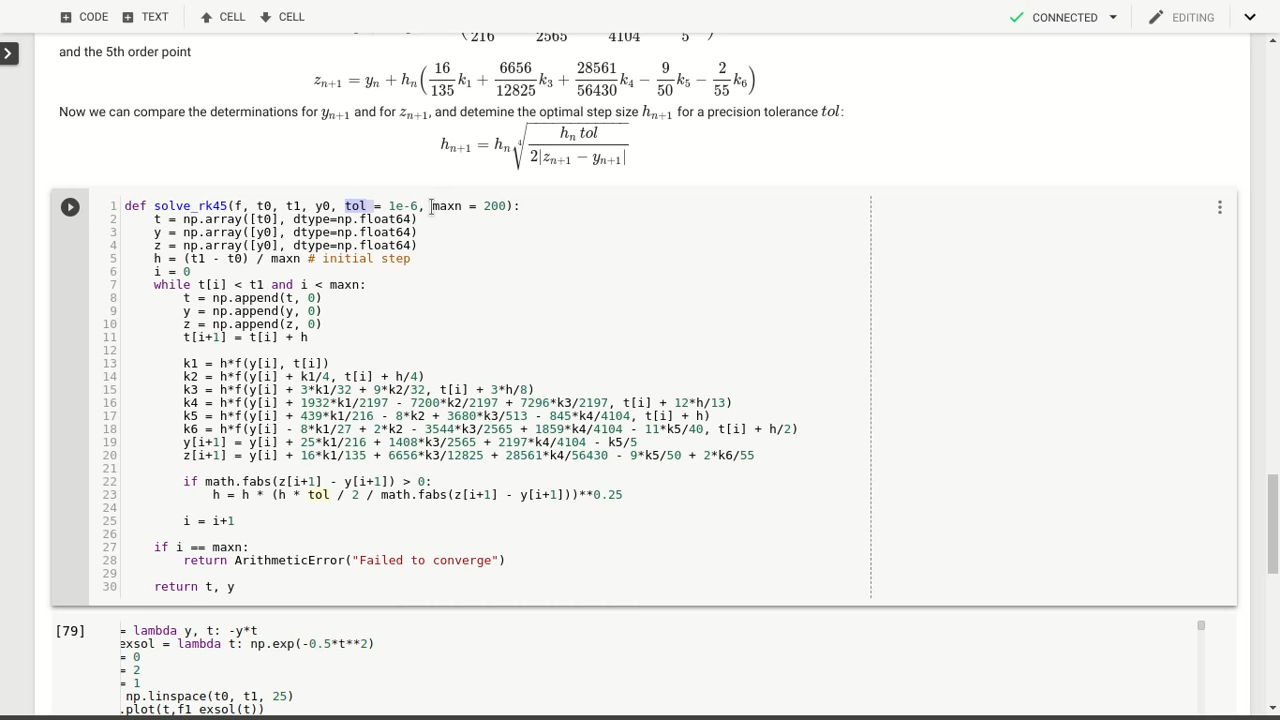 CODE TEXT CELL CELL CONNECTED EDITING
216 2565 4104 5
and the 5th order point
z_{n+1} = y_n + h_n(16/135 k_1 + 6656/12825 k_3 + 28561/56430 k_4 − 9/50 k_5 − 2/55 k_6)
Now we can compare the determinations for y_{n+1} and for z_{n+1}, and detemine the optimal step size h_{n+1} for a precision tolerance tol:
h_{n+1} = h_n ∜(h_n tol / 2|z_{n+1} − y_{n+1}|)
1 def solve_rk45(f, t0, t1, y0, tol = 1e-6, maxn = 200):
2     t = np.array([t0], dtype=np.float64)
3     y = np.array([y0], dtype=np.float64)
4     z = np.array([y0], dtype=np.float64)
5     h = (t1 - t0) / maxn # initial step
6     i = 0
7     while t[i] < t1 and i < maxn:
8         t = np.append(t, 0)
9         y = np.append(y, 0)
10         z = np.append(z, 0)
11         t[i+1] = t[i] + h
12
13         k1 = h*f(y[i], t[i])
14         k2 = h*f(y[i] + k1/4, t[i] + h/4)
15         k3 = h*f(y[i] + 3*k1/32 + 9*k2/32, t[i] + 3*h/8)
16         k4 = h*f(y[i] + 1932*k1/2197 - 7200*k2/2197 + 7296*k3/2197, t[i] + 12*h/13)
17         k5 = h*f(y[i] + 439*k1/216 - 8*k2 + 3680*k3/513 - 845*k4/4104, t[i] + h)
18         k6 = h*f(y[i] - 8*k1/27 + 2*k2 - 3544*k3/2565 + 1859*k4/4104 - 11*k5/40, t[i] + h/2)
19         y[i+1] = y[i] + 25*k1/216 + 1408*k3/2565 + 2197*k4/4104 - k5/5
20         z[i+1] = y[i] + 16*k1/135 + 6656*k3/12825 + 28561*k4/56430 - 9*k5/50 + 2*k6/55
21
22         if math.fabs(z[i+1] - y[i+1]) > 0:
23             h = h * (h * tol / 2 / math.fabs(z[i+1] - y[i+1]))**0.25
24
25         i = i+1
26
27     if i == maxn:
28         return ArithmeticError("Failed to converge")
29
30     return t, y
[79] = lambda y, t: -y*t
exsol = lambda t: np.exp(-0.5*t**2)
= 0
= 2
= 1
np.linspace(t0, t1, 25)
.plot(t,f1_exsol(t))